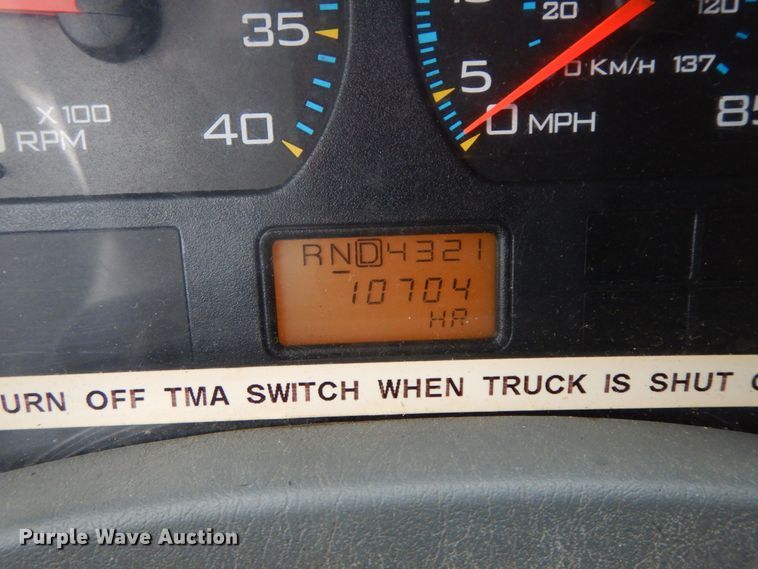 35
40
X100
RPM
20
120
5
0 KM/H 137
0 MPH
85
RND4321
10704
HR
URN OFF TMA SWITCH WHEN TRUCK IS SHUT
Purple Wave Auction